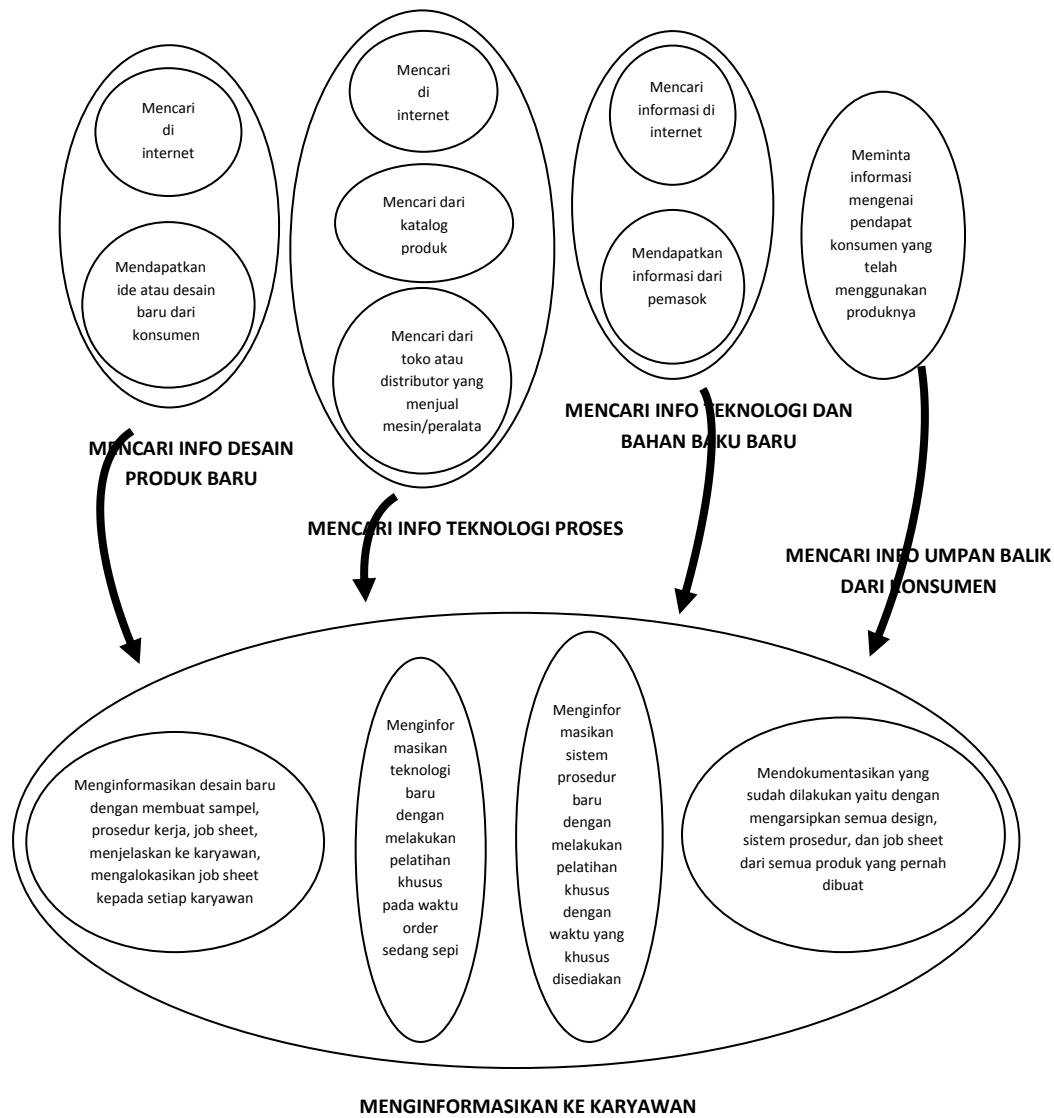 Mencari
di
internet
Mendapatkan
ide atau desain
baru dari
konsumen
MENCARI INFO DESAIN
PRODUK BARU
Mencari
di
internet
Mencari dari
katalog
produk
Mencari dari
toko atau
distributor yang
menjual
mesin/peralata
MENCARI INFO TEKNOLOGI PROSES
Mencari
informasi di
internet
Mendapatkan
informasi dari
pemasok
MENCARI INFO TEKNOLOGI DAN
BAHAN BAKU BARU
Meminta
informasi
mengenai
pendapat
konsumen yang
telah
menggunakan
produknya
MENCARI INFO UMPAN BALIK
DARI KONSUMEN
Menginformasikan desain baru
dengan membuat sampel,
prosedur kerja, job sheet,
menjelaskan ke karyawan,
mengalokasikan job sheet
kepada setiap karyawan
Menginfor
masikan
teknologi
baru
dengan
melakukan
pelatihan
khusus
pada waktu
order
sedang sepi
Menginfor
masikan
sistem
prosedur
baru
dengan
melakukan
pelatihan
khusus
dengan
waktu yang
khusus
disediakan
Mendokumentasikan yang
sudah dilakukan yaitu dengan
mengarsipkan semua design,
sistem prosedur, dan job sheet
dari semua produk yang pernah
dibuat
MENGINFORMASIKAN KE KARYAWAN